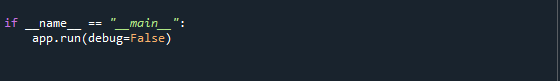 if __name__ == "__main__":
    app.run(debug=False)